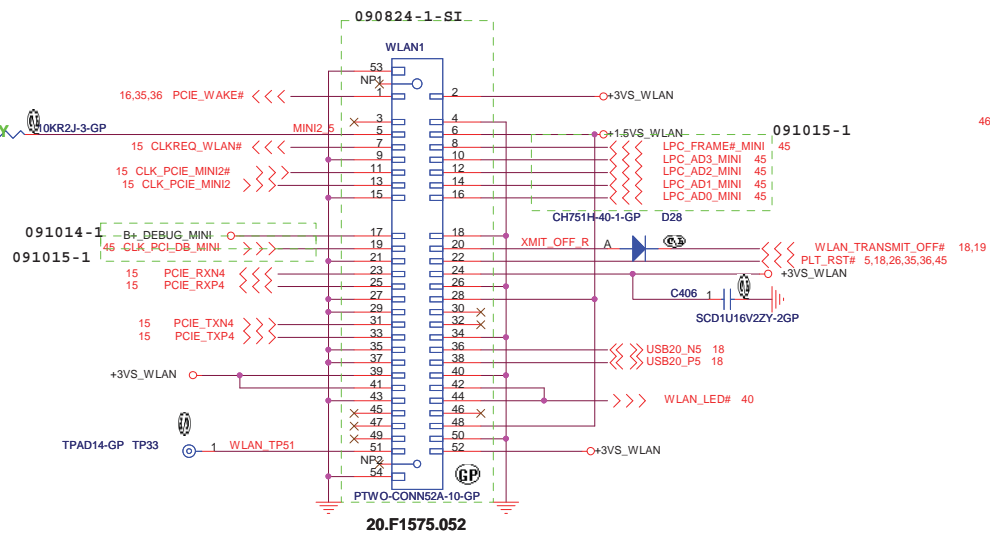 090824-1-SI
WLAN1
53
NP1
16,35,36 PCIE_WAKE#
1
2
+3VS_WLAN
3
4
10KR2J-3-GP
MINI2_5
5
6
+1.5VS_WLAN
091015-1
46
15 CLKREQ_WLAN#
7
8
LPC_FRAME#_MINI 45
9
10
LPC_AD3_MINI 45
15 CLK_PCIE_MINI2#
11
12
LPC_AD2_MINI 45
15 CLK_PCIE_MINI2
13
14
LPC_AD1_MINI 45
15
16
LPC_AD0_MINI 45
CH751H-40-1-GP D28
091014-1
B+_DEBUG_MINI
17
18
45 CLK_PCI-DB_MINI
19
20
XMIT_OFF_R A
WLAN_TRANSMIT_OFF# 18,19
091015-1
21
22
PLT_RST# 5,18,26,35,36,45
15 PCIE_RXN4
23
24
+3VS_WLAN
15 PCIE_RXP4
25
26
27
28
C406 1
29
30
SCD1U16V2ZY-2GP
15 PCIE_TXN4
31
32
15 PCIE_TXP4
33
34
35
36
USB20_N5 18
37
38
USB20_P5 18
+3VS_WLAN
39
40
41
42
43
44
WLAN_LED# 40
45
46
47
48
49
50
TPAD14-GP TP33
1 WLAN_TP51
51
52
+3VS_WLAN
NP2
54
GP
PTWO-CONN52A-10-GP
20.F1575.052